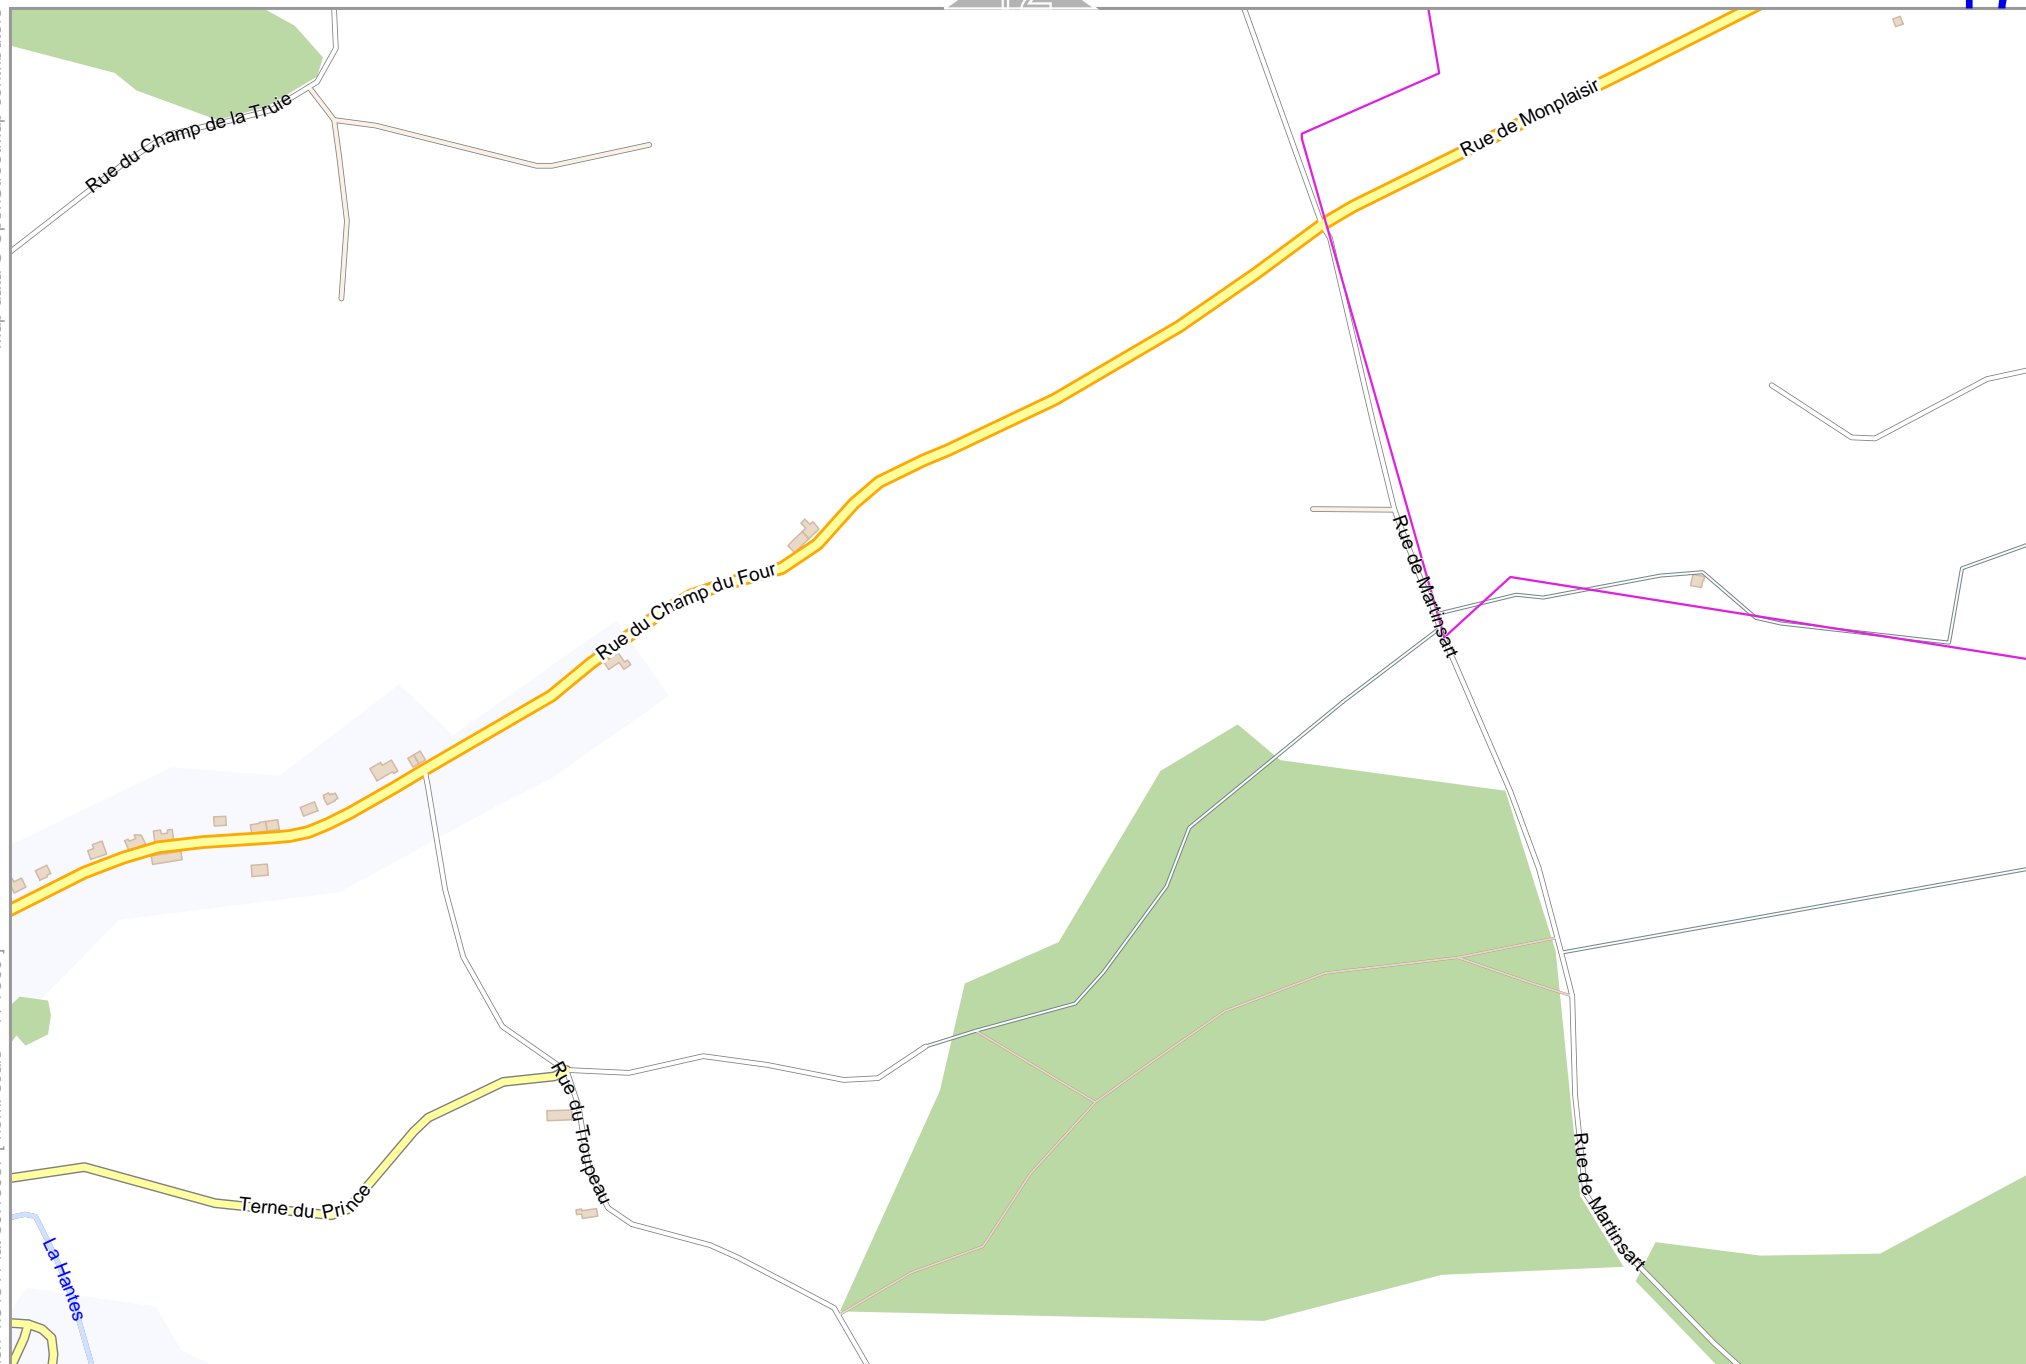 Rue du Champ de la Truie
Rue de Monplaisir
Rue de Martinsart
Rue du Champ du Four
Rue du Troupeau
Rue de Martinsart
Terne du Prince
La Hantes